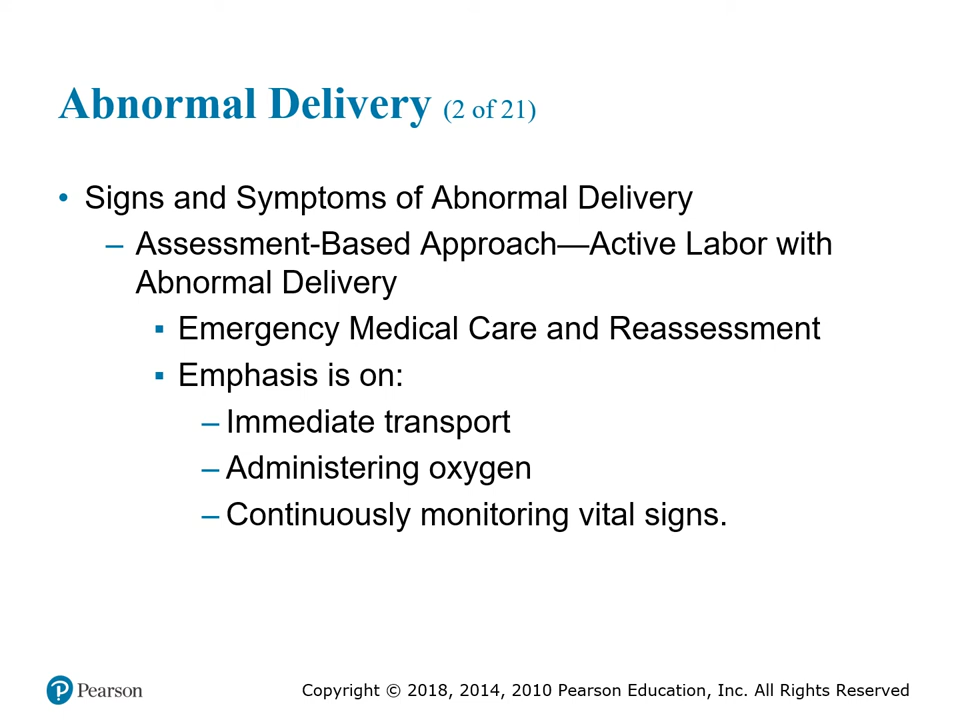 Abnormal Delivery (2 of 21)
• Signs and Symptoms of Abnormal Delivery
– Assessment-Based Approach—Active Labor with
Abnormal Delivery
▪ Emergency Medical Care and Reassessment
▪ Emphasis is on:
– Immediate transport
– Administering oxygen
– Continuously monitoring vital signs.
Pearson
Copyright © 2018, 2014, 2010 Pearson Education, Inc. All Rights Reserved